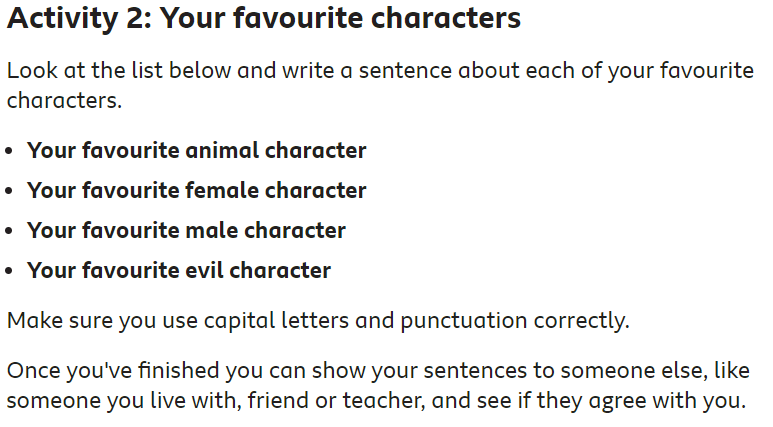 Activity 2: Your favourite characters
Look at the list below and write a sentence about each of your favourite
characters.
• Your favourite animal character
• Your favourite female character
• Your favourite male character
• Your favourite evil character
Make sure you use capital letters and punctuation correctly.
Once you've finished you can show your sentences to someone else, like
someone you live with, friend or teacher, and see if they agree with you.